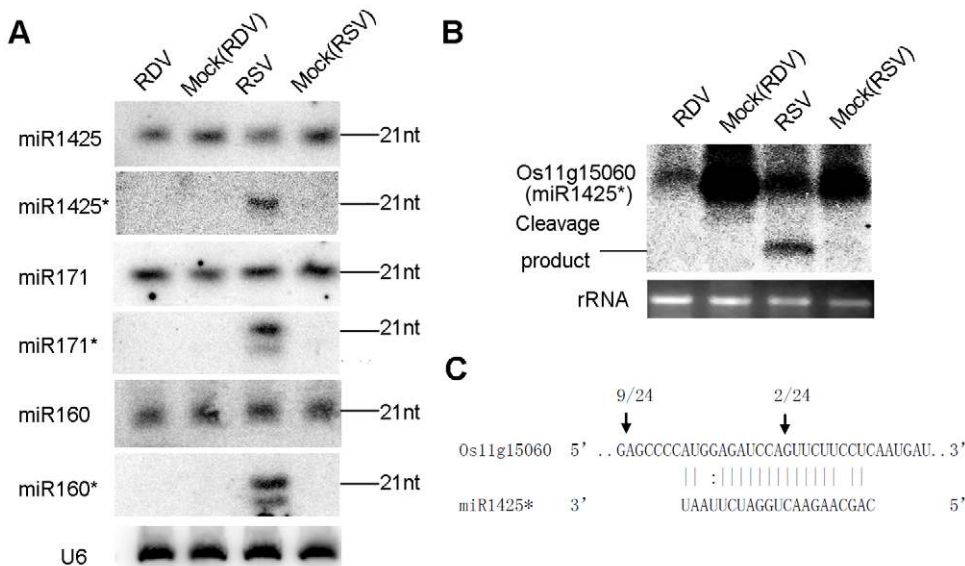 A
RDV Mock(RDV) RSV Mock(RSV)
miR1425 21nt
miR1425* 21nt
miR171 21nt
miR171* 21nt
miR160 21nt
miR160* 21nt
U6
B
RDV Mock(RDV) RSV Mock(RSV)
Os11g15060
(miR1425*)
Cleavage
product
rRNA
C
9/24 2/24
Os11g15060 5' ..GAGCCCCAUGGAGAUCCAGUUCUUCCUCAAUGAU..3'
|| :||||||||||||| ||
miR1425* 3' UAAUUCUAGGUCAAGAACGAC 5'